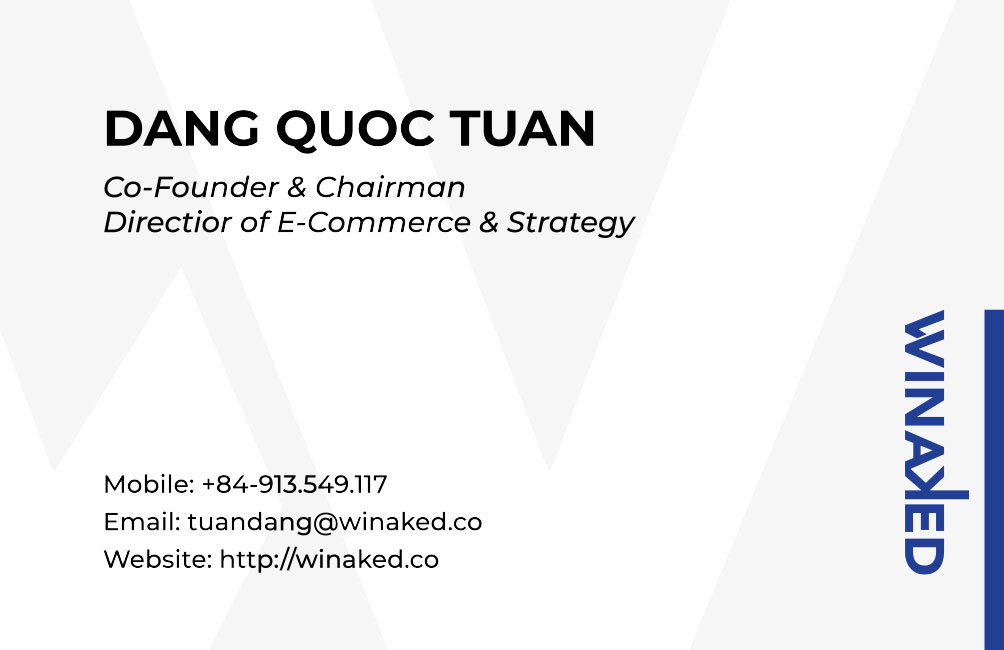 DANG QUOC TUAN
Co-Founder & Chairman
Directior of E-Commerce & Strategy
WINAKED
Mobile: +84-913.549.117
Email: tuandang@winaked.co
Website: http://winaked.co